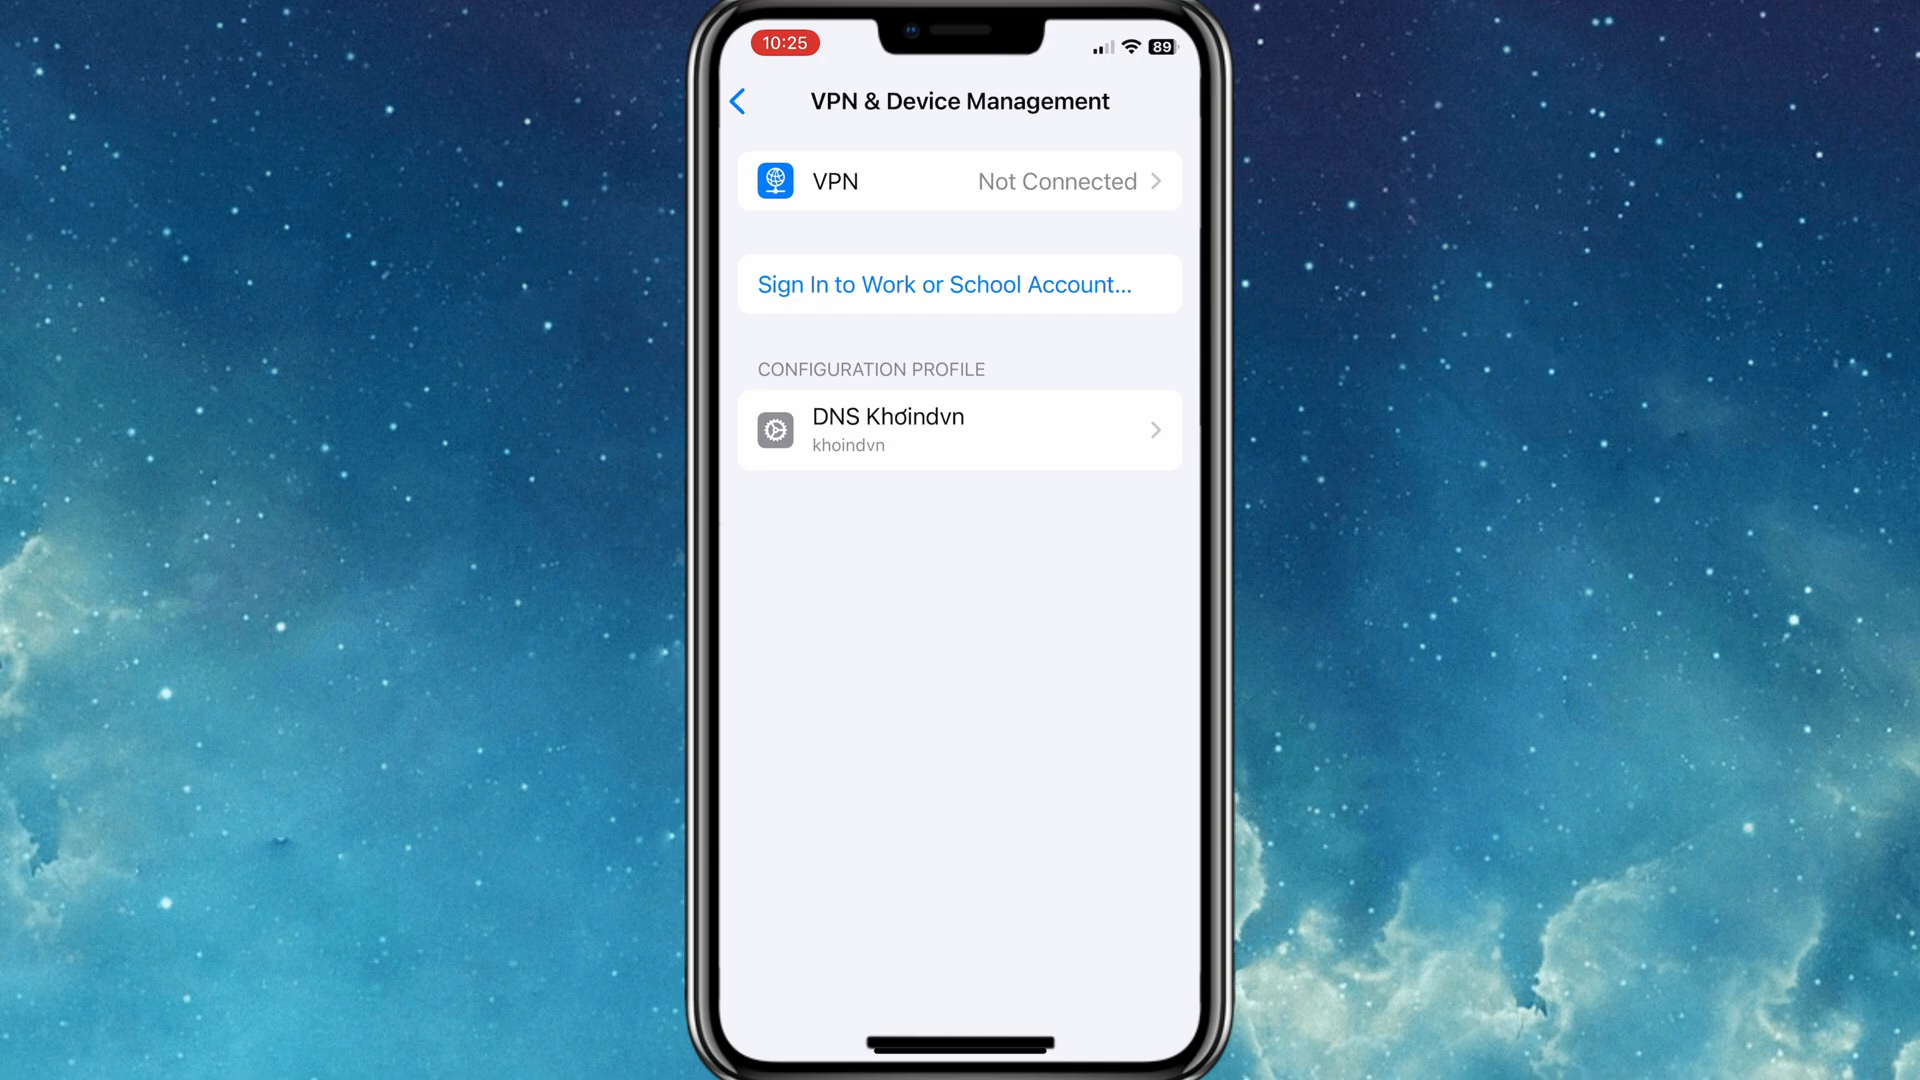 10:25
89
VPN & Device Management
VPN
Not Connected
Sign In to Work or School Account...
CONFIGURATION PROFILE
DNS Khơindvn
khoindvn